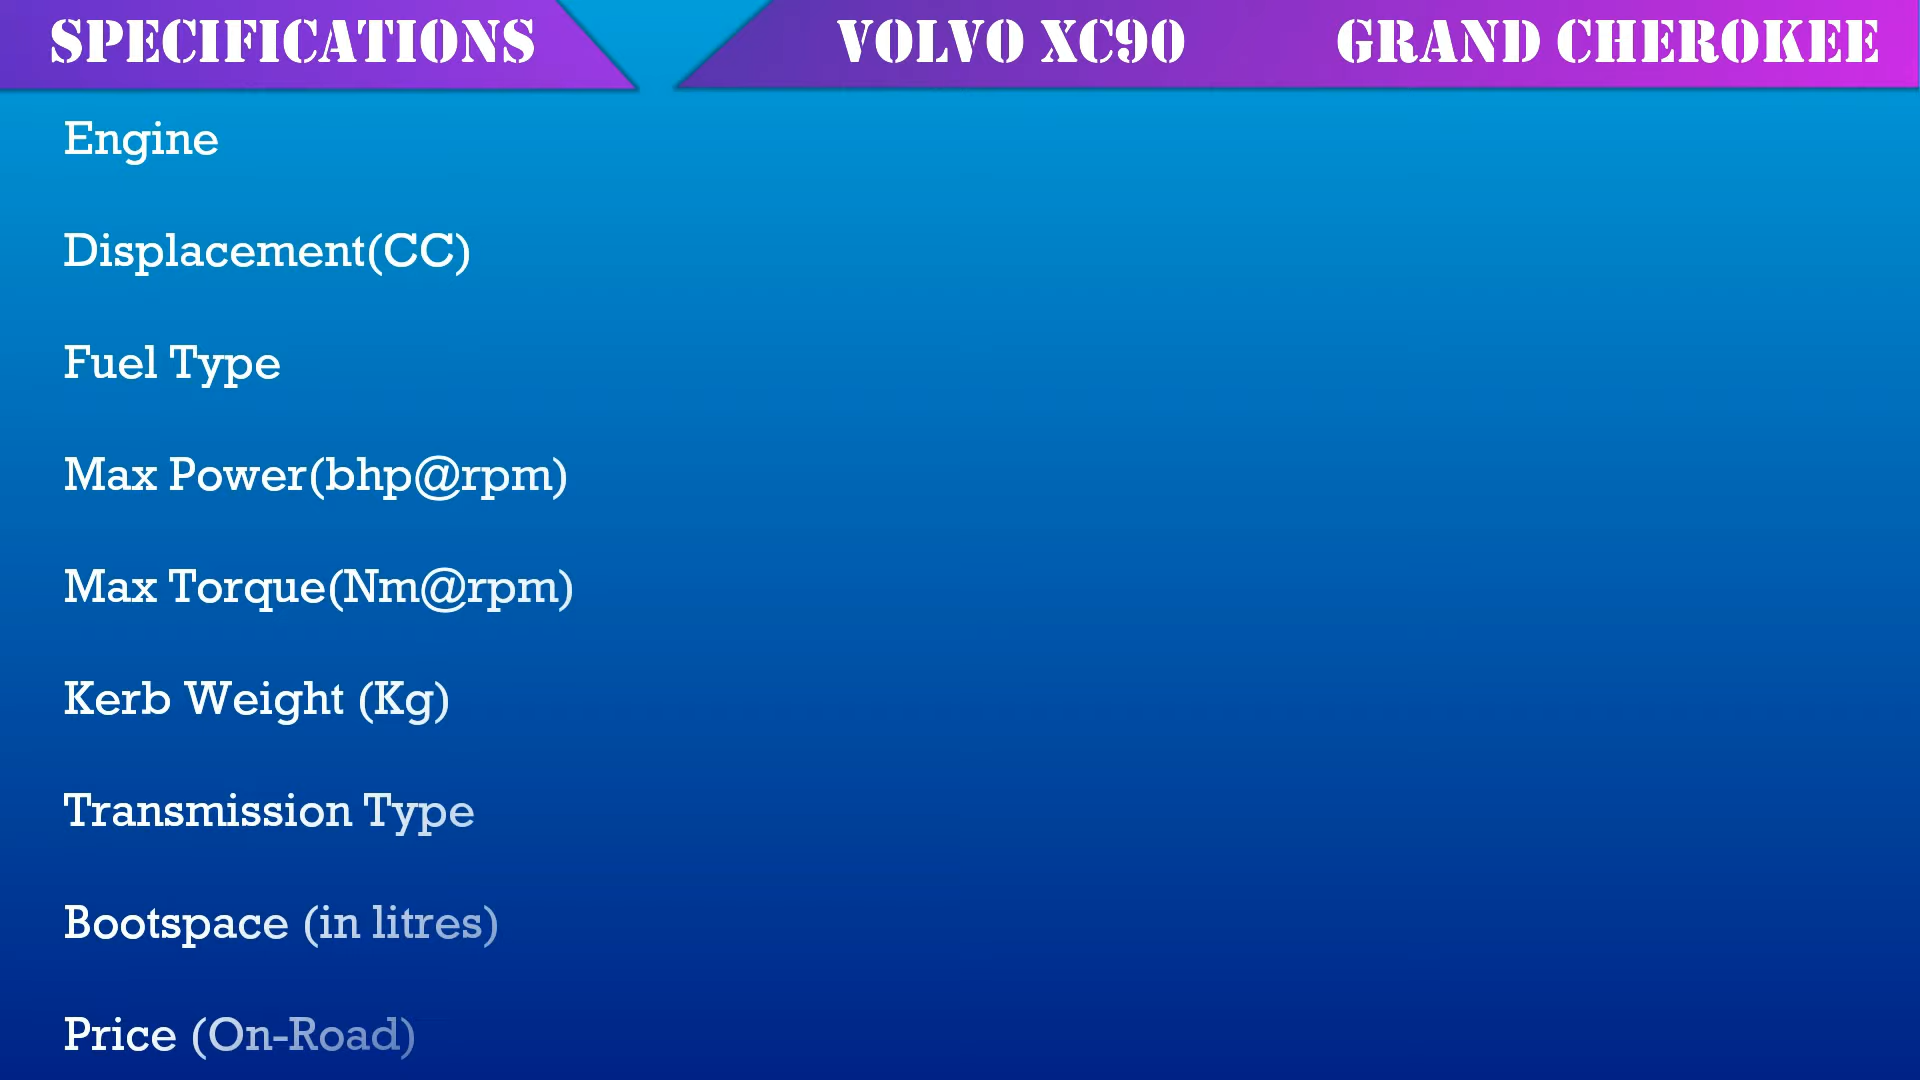 SPECIFICATIONS VOLVO XC90 GRAND CHEROKEE
Engine
Displacement(CC)
Fuel Type
Max Power(bhp@rpm)
Max Torque(Nm@rpm)
Kerb Weight (Kg)
Transmission Type
Bootspace (in litres)
Price (On-Road)